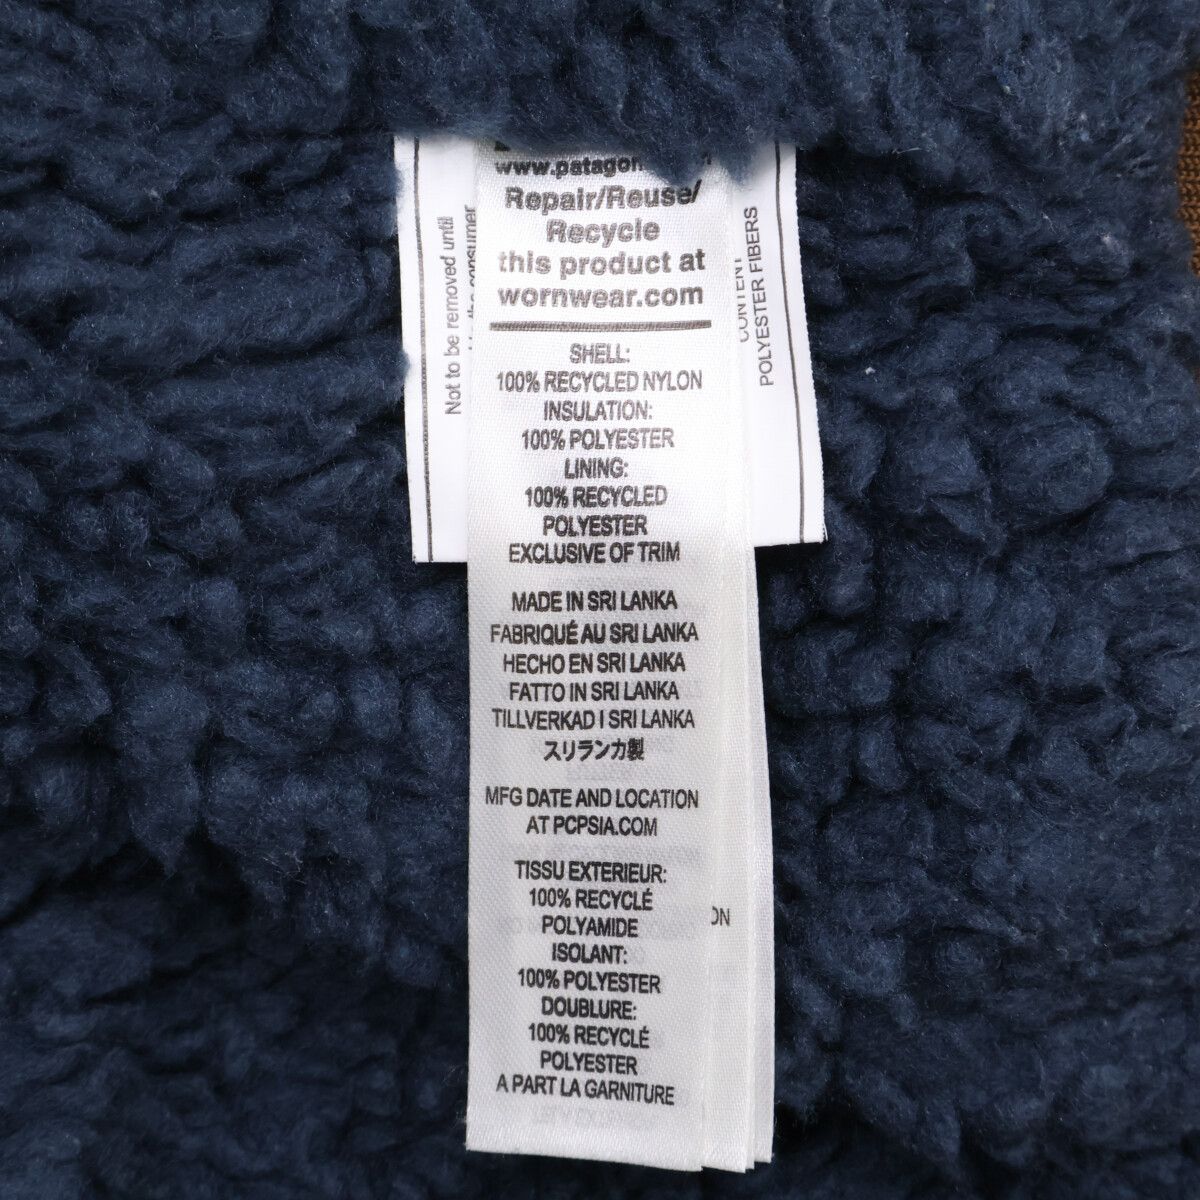 Repair/Reuse/
Recycle
this product at
wornwear.com
SHELL:
100% RECYCLED NYLON
INSULATION:
100% POLYESTER
LINING:
100% RECYCLED
POLYESTER
EXCLUSIVE OF TRIM
MADE IN SRI LANKA
FABRIQUÉ AU SRI LANKA
HECHO EN SRI LANKA
FATTO IN SRI LANKA
TILLVERKAD I SRI LANKA
スリランカ製
MFG DATE AND LOCATION
AT PCPSIA.COM
TISSU EXTERIEUR:
100% RECYCLÉ
POLYAMIDE
ISOLANT:
100% POLYESTER
DOUBLURE:
100% RECYCLÉ
POLYESTER
A PART LA GARNITURE
Not to be removed until
the consumer
CONTENT
POLYESTER FIBERS